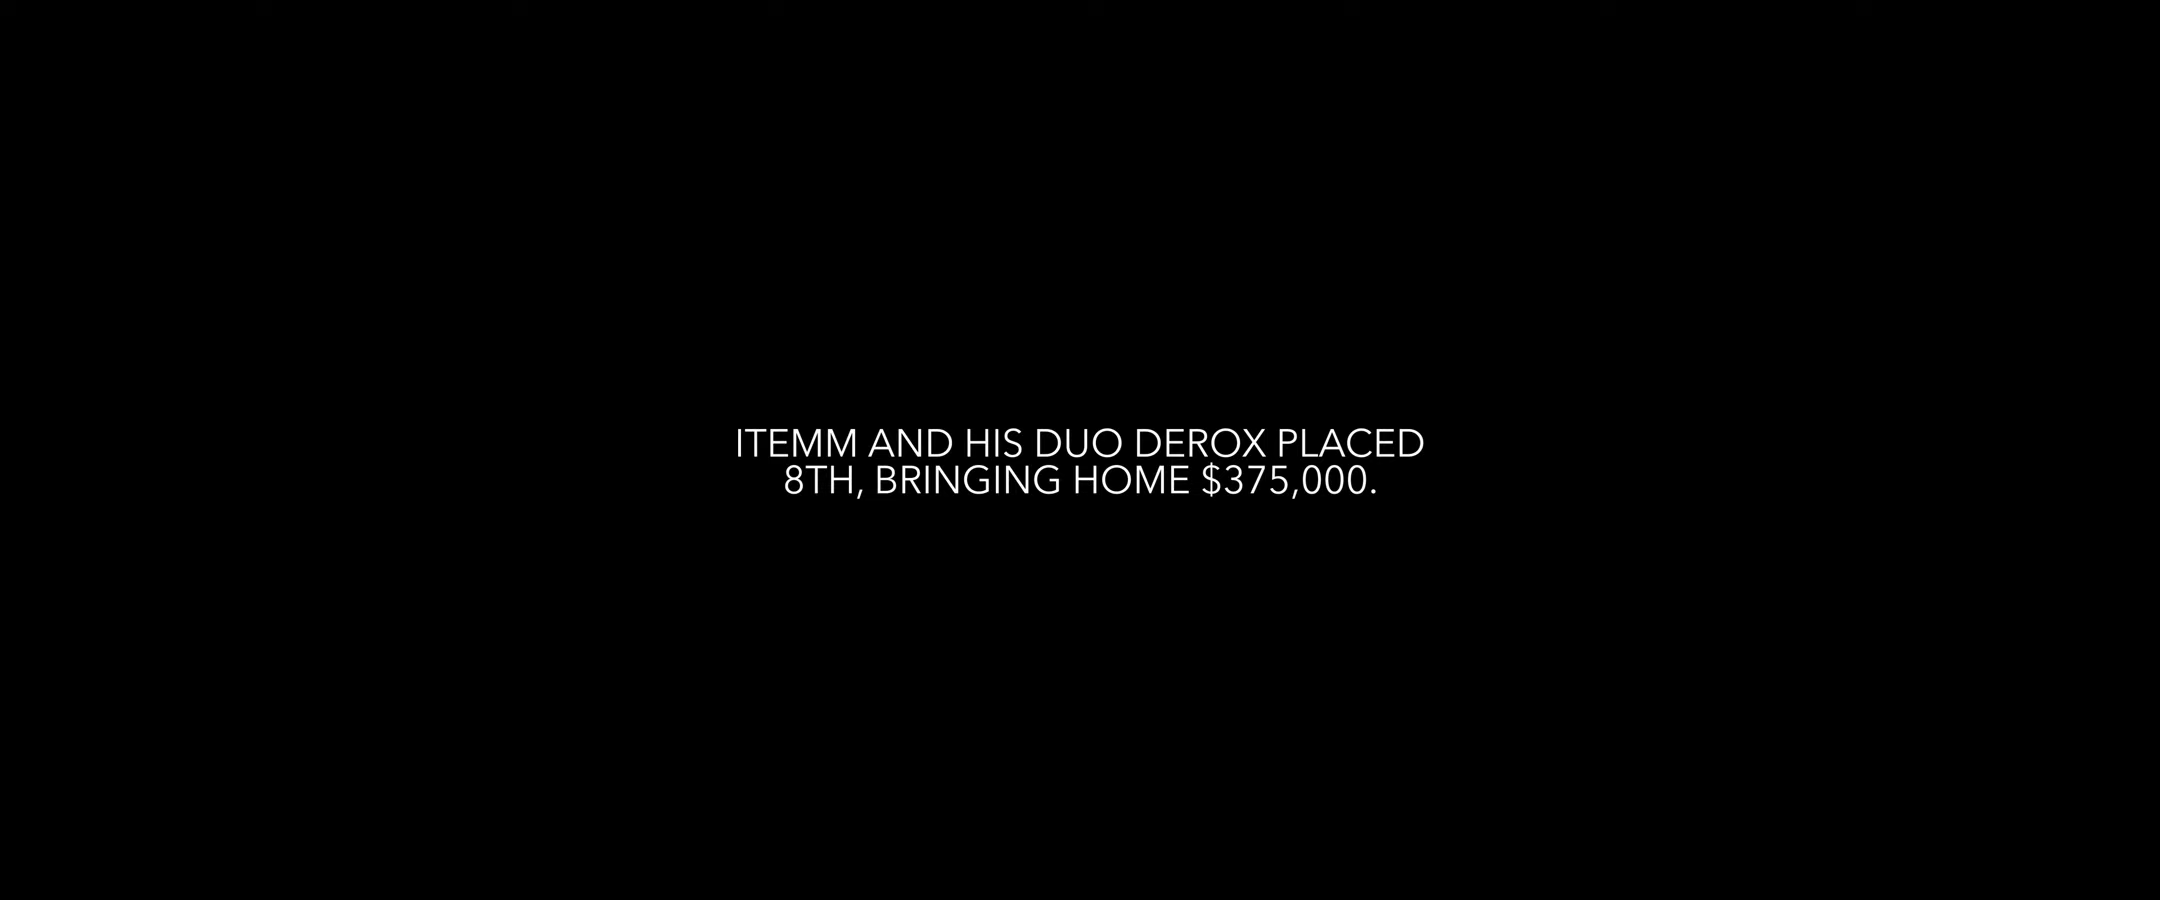 ITEMM AND HIS DUO DEROX PLACED
8TH, BRINGING HOME $375,000.